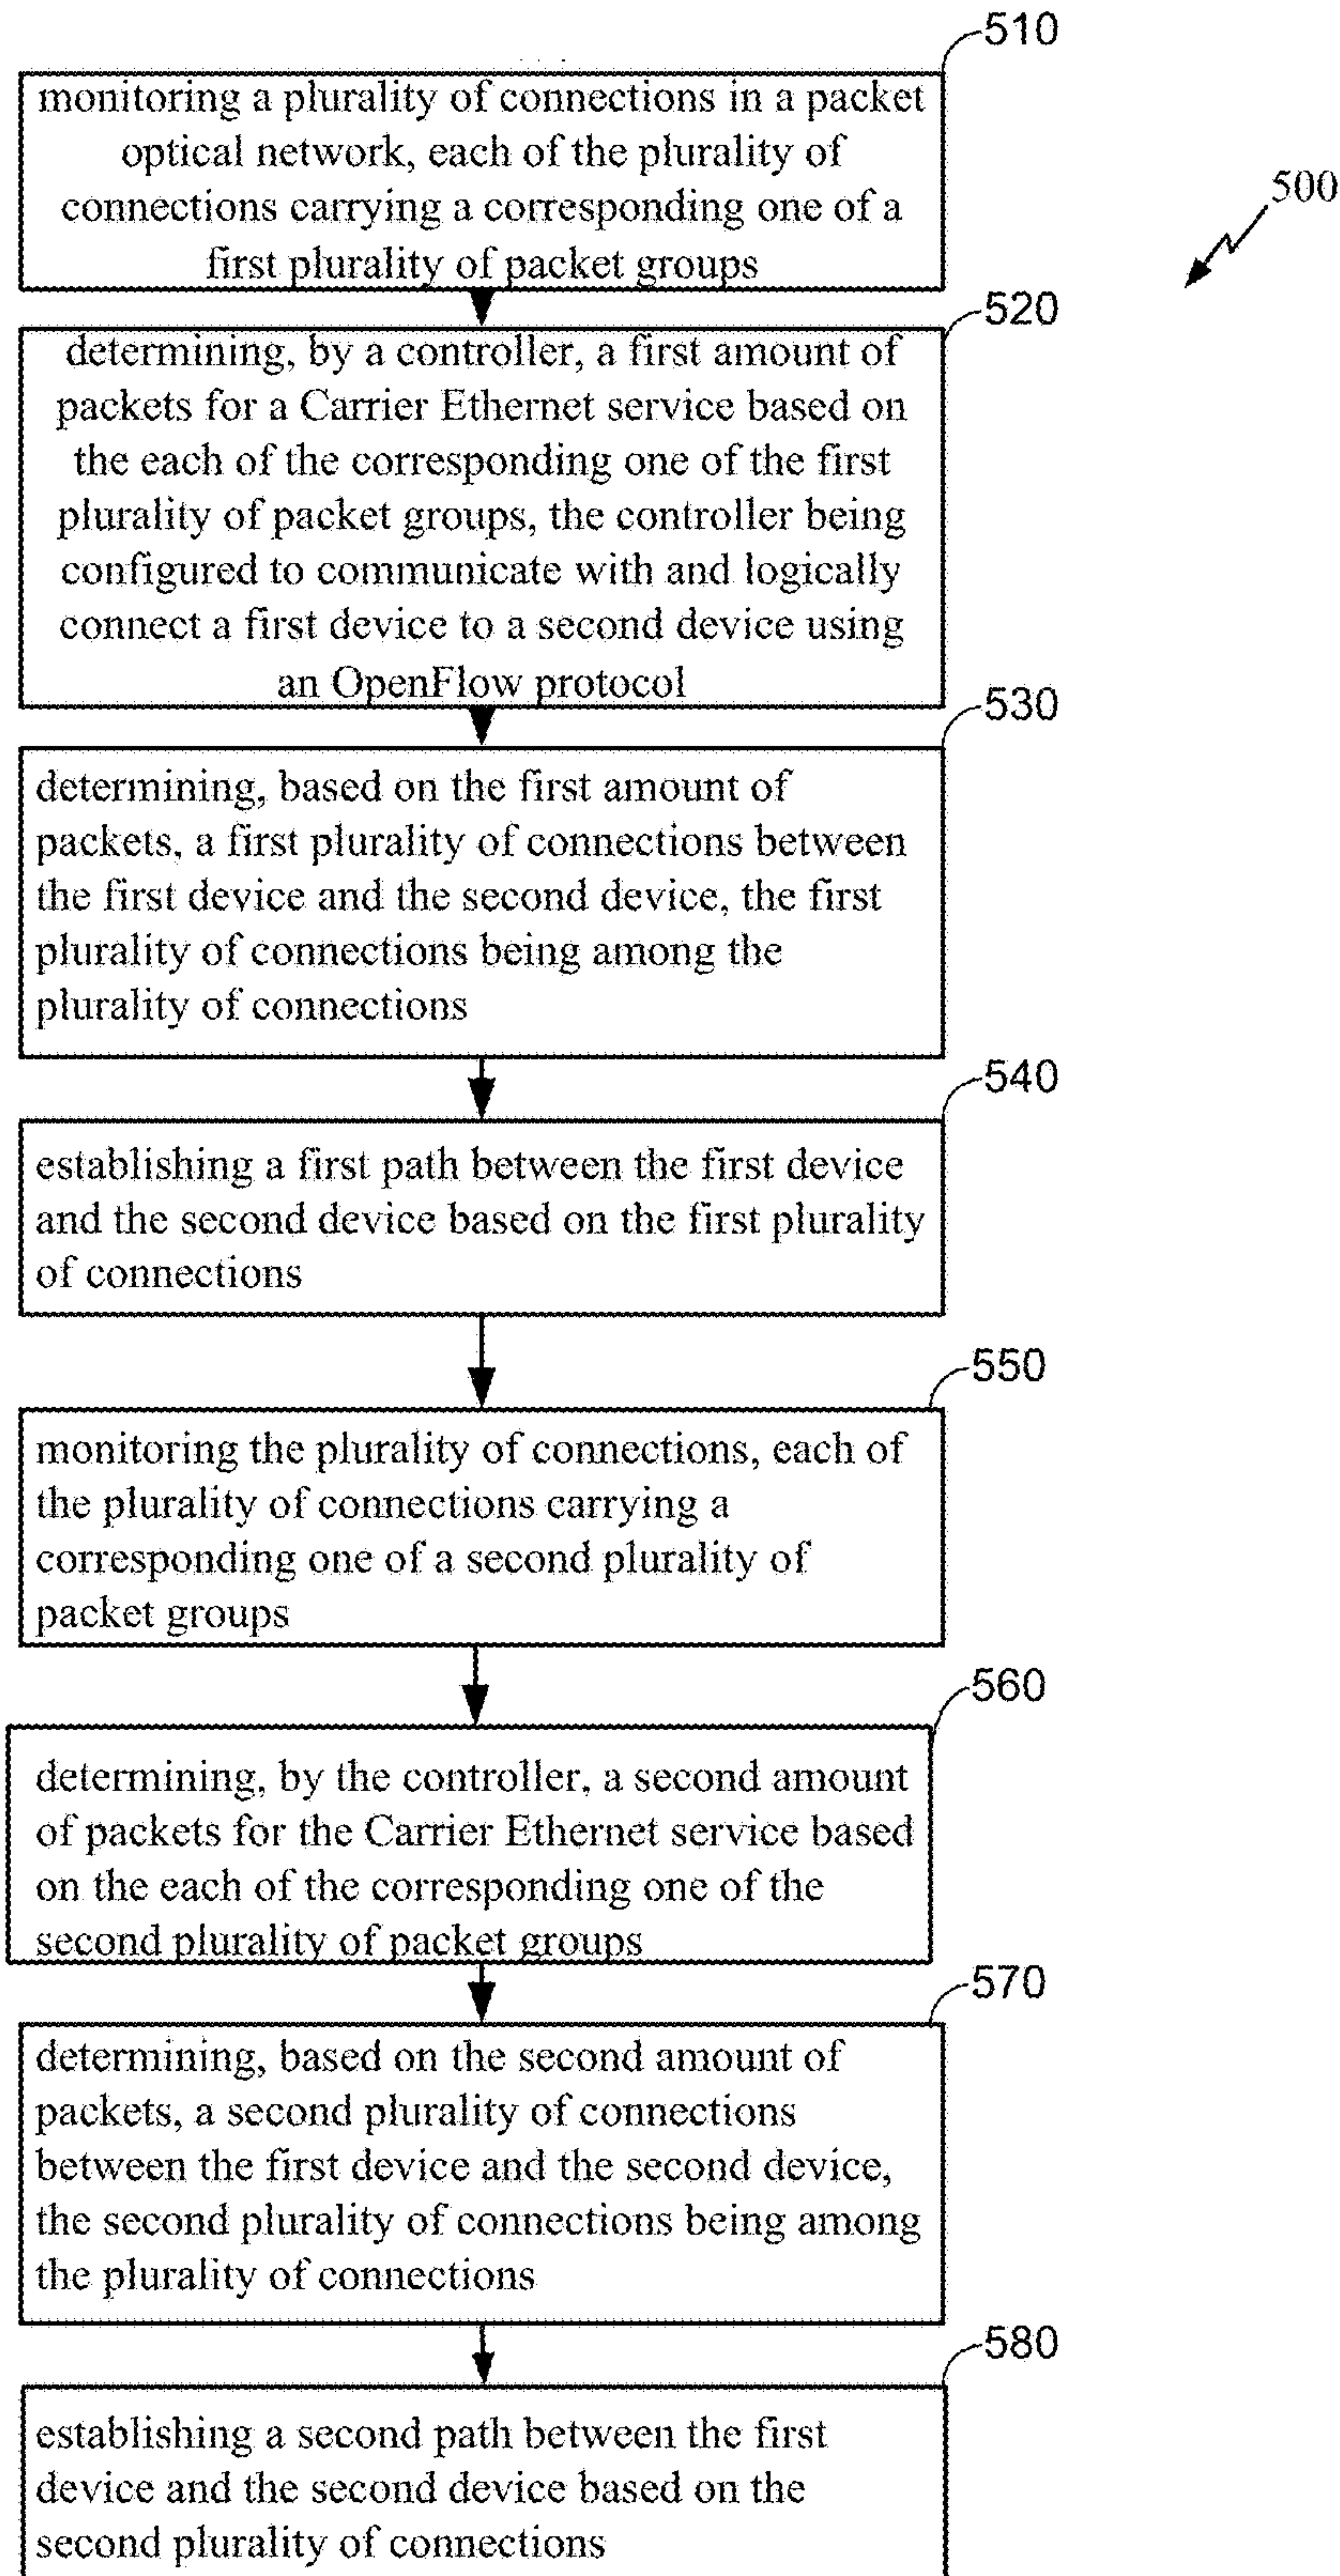 510
monitoring a plurality of connections in a packet
optical network, each of the plurality of
connections carrying a corresponding one of a
first plurality of packet groups
500
520
determining, by a controller, a first amount of
packets for a Carrier Ethernet service based on
the each of the corresponding one of the first
plurality of packet groups, the controller being
configured to communicate with and logically
connect a first device to a second device using
an OpenFlow protocol
530
determining, based on the first amount of
packets, a first plurality of connections between
the first device and the second device, the first
plurality of connections being among the
plurality of connections
540
establishing a first path between the first device
and the second device based on the first plurality
of connections
550
monitoring the plurality of connections, each of
the plurality of connections carrying a
corresponding one of a second plurality of
packet groups
560
determining, by the controller, a second amount
of packets for the Carrier Ethernet service based
on the each of the corresponding one of the
second plurality of packet groups
570
determining, based on the second amount of
packets, a second plurality of connections
between the first device and the second device,
the second plurality of connections being among
the plurality of connections
580
establishing a second path between the first
device and the second device based on the
second plurality of connections